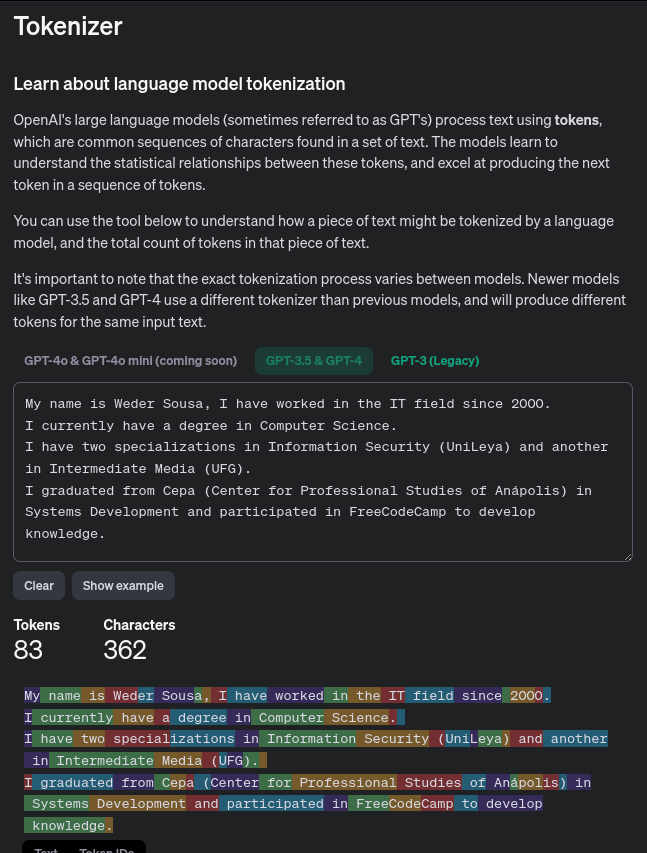 Tokenizer
Learn about language model tokenization
OpenAI's large language models (sometimes referred to as GPT's) process text using tokens,
which are common sequences of characters found in a set of text. The models learn to
understand the statistical relationships between these tokens, and excel at producing the next
token in a sequence of tokens.
You can use the tool below to understand how a piece of text might be tokenized by a language
model, and the total count of tokens in that piece of text.
It's important to note that the exact tokenization process varies between models. Newer models
like GPT-3.5 and GPT-4 use a different tokenizer than previous models, and will produce different
tokens for the same input text.
GPT-4o & GPT-4o mini (coming soon) GPT-3.5 & GPT-4 GPT-3 (Legacy)
My name is Weder Sousa, I have worked in the IT field since 2000.
I currently have a degree in Computer Science.
I have two specializations in Information Security (UniLeya) and another
in Intermediate Media (UFG).
I graduated from Cepa (Center for Professional Studies of Anápolis) in
Systems Development and participated in FreeCodeCamp to develop
knowledge.
Clear Show example
Tokens Characters
83 362
My name is Weder Sousa, I have worked in the IT field since 2000.
I currently have a degree in Computer Science.
I have two specializations in Information Security (UniLeya) and another
in Intermediate Media (UFG).
I graduated from Cepa (Center for Professional Studies of Anápolis) in
Systems Development and participated in FreeCodeCamp to develop
knowledge.
Text Token IDs